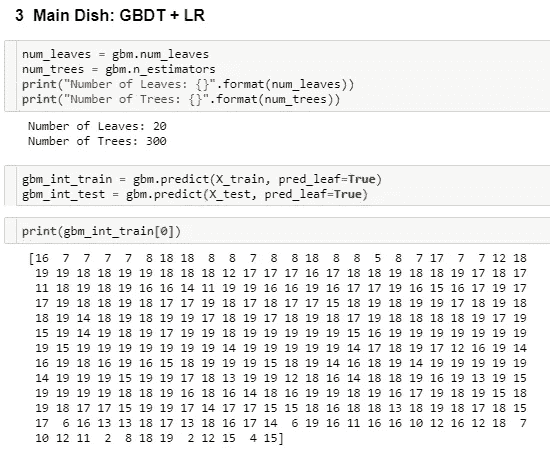 3 Main Dish: GBDT + LR
num_leaves = gbm.num_leaves
num_trees = gbm.n_estimators
print("Number of Leaves: {}".format(num_leaves))
print("Number of Trees: {}".format(num_trees))
Number of Leaves: 20
Number of Trees: 300
gbm_int_train = gbm.predict(X_train, pred_leaf=True)
gbm_int_test = gbm.predict(X_test, pred_leaf=True)
print(gbm_int_train[0])
[16 7 7 7 7 8 18 18 8 8 7 8 8 18 8 8 5 8 7 17 7 7 12 18
19 19 18 18 19 19 18 18 18 12 17 17 17 16 17 18 18 19 18 18 19 17 18 17
11 18 19 18 19 16 16 14 11 19 19 16 16 19 16 17 17 19 16 15 16 17 19 17
17 19 18 18 19 18 17 17 19 18 17 18 17 17 15 18 19 18 19 19 17 18 19 18
18 19 14 18 19 18 19 19 17 18 19 17 18 19 18 17 19 18 18 18 18 19 17 19
15 19 14 19 18 19 17 19 19 18 19 19 19 19 19 15 16 19 19 19 19 19 19 19
19 15 19 19 19 19 19 19 19 14 19 19 19 19 19 14 17 18 19 17 12 16 19 14
16 19 18 16 19 16 15 18 19 19 19 15 18 19 14 16 18 19 14 19 19 19 19 19
14 19 19 19 15 19 19 17 18 13 19 19 12 18 16 14 18 18 19 16 19 13 19 15
19 19 19 19 18 18 19 16 18 16 14 18 16 19 19 18 19 16 17 19 18 19 15 18
19 18 17 17 15 19 19 17 14 17 17 15 15 18 16 18 18 13 18 19 18 17 18 15
17 6 16 13 13 18 17 13 18 16 17 14 6 19 16 11 16 16 10 12 16 12 18 7
10 12 11 2 8 18 19 2 12 15 4 15]